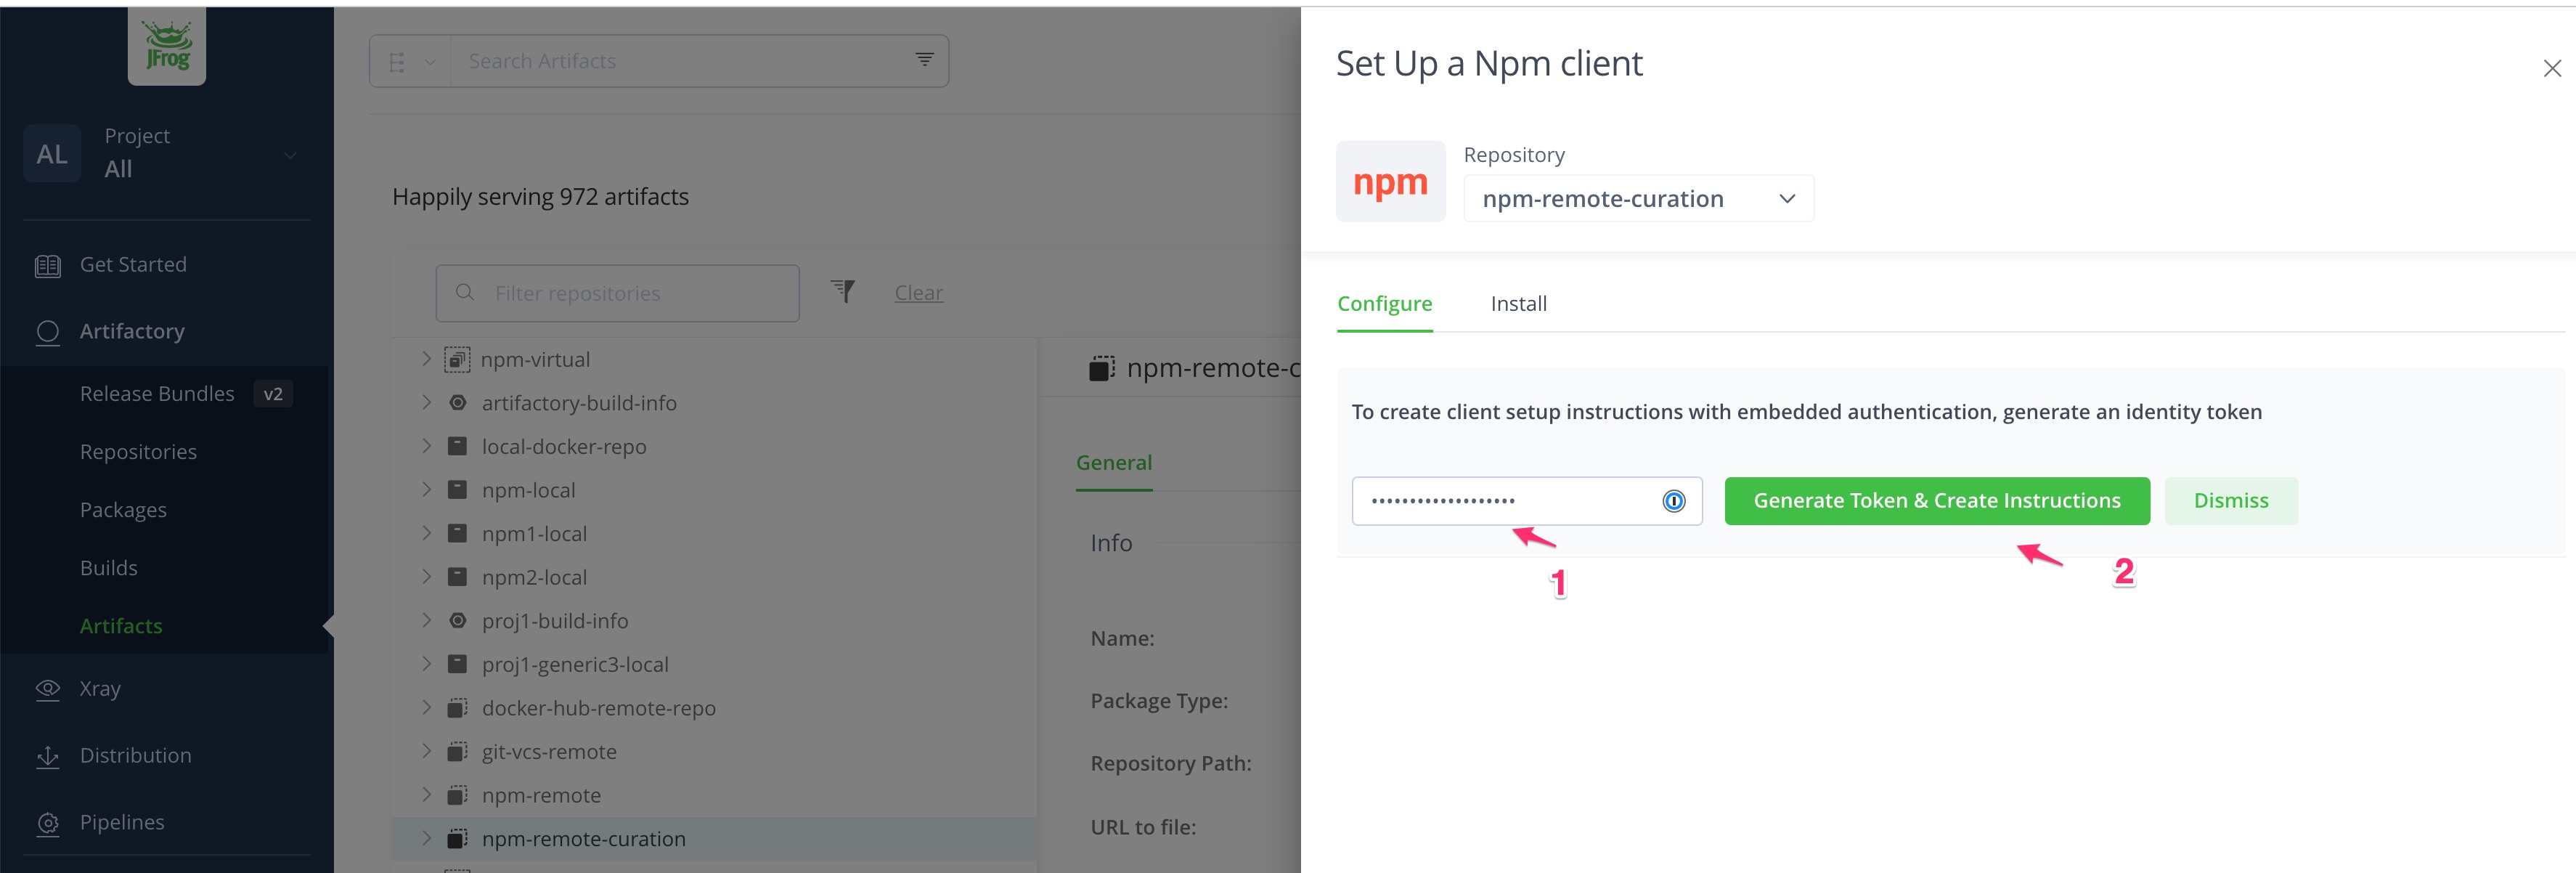 JFrog
AL
Project
All
Get Started
Artifactory
Release Bundles v2
Repositories
Packages
Builds
Artifacts
Xray
Distribution
Pipelines
Search Artifacts
Happily serving 972 artifacts
Filter repositories
Clear
npm-virtual
artifactory-build-info
local-docker-repo
npm-local
npm1-local
npm2-local
proj1-build-info
proj1-generic3-local
docker-hub-remote-repo
git-vcs-remote
npm-remote
npm-remote-curation
npm-remote-c
General
Info
Name:
Package Type:
Repository Path:
URL to file:
Set Up a Npm client
npm
Repository
npm-remote-curation
Configure Install
To create client setup instructions with embedded authentication, generate an identity token
Generate Token & Create Instructions Dismiss
1
2